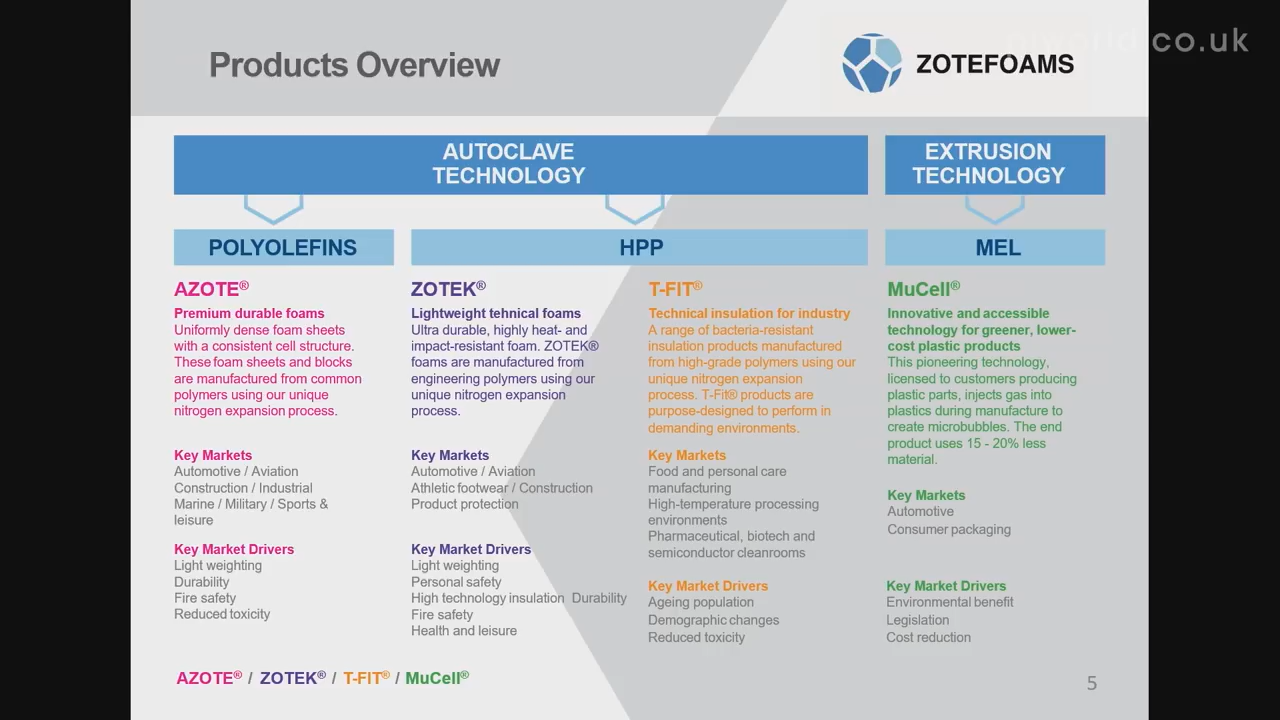 Products Overview
ZOTEFOAMS
.co.uk
AUTOCLAVE
TECHNOLOGY
EXTRUSION
TECHNOLOGY
POLYOLEFINS
HPP
MEL
AZOTE®
Premium durable foams
Uniformly dense foam sheets
with a consistent cell structure.
These foam sheets and blocks
are manufactured from common
polymers using our unique
nitrogen expansion process.
Key Markets
Automotive / Aviation
Construction / Industrial
Marine / Military / Sports &
leisure
Key Market Drivers
Light weighting
Durability
Fire safety
Reduced toxicity
ZOTEK®
Lightweight tehnical foams
Ultra durable, highly heat- and
impact-resistant foam. ZOTEK®
foams are manufactured from
engineering polymers using our
unique nitrogen expansion
process.
Key Markets
Automotive / Aviation
Athletic footwear / Construction
Product protection
Key Market Drivers
Light weighting
Personal safety
High technology insulation Durability
Fire safety
Health and leisure
T-FIT®
Technical insulation for industry
A range of bacteria-resistant
insulation products manufactured
from high-grade polymers using our
unique nitrogen expansion
process. T-Fit® products are
purpose-designed to perform in
demanding environments.
Key Markets
Food and personal care
manufacturing
High-temperature processing
environments
Pharmaceutical, biotech and
semiconductor cleanrooms
Key Market Drivers
Ageing population
Demographic changes
Reduced toxicity
MuCell®
Innovative and accessible
technology for greener, lower-
cost plastic products
This pioneering technology,
licensed to customers producing
plastic parts, injects gas into
plastics during manufacture to
create microbubbles. The end
product uses 15 - 20% less
material.
Key Markets
Automotive
Consumer packaging
Key Market Drivers
Environmental benefit
Legislation
Cost reduction
AZOTE® / ZOTEK® / T-FIT® / MuCell®
5